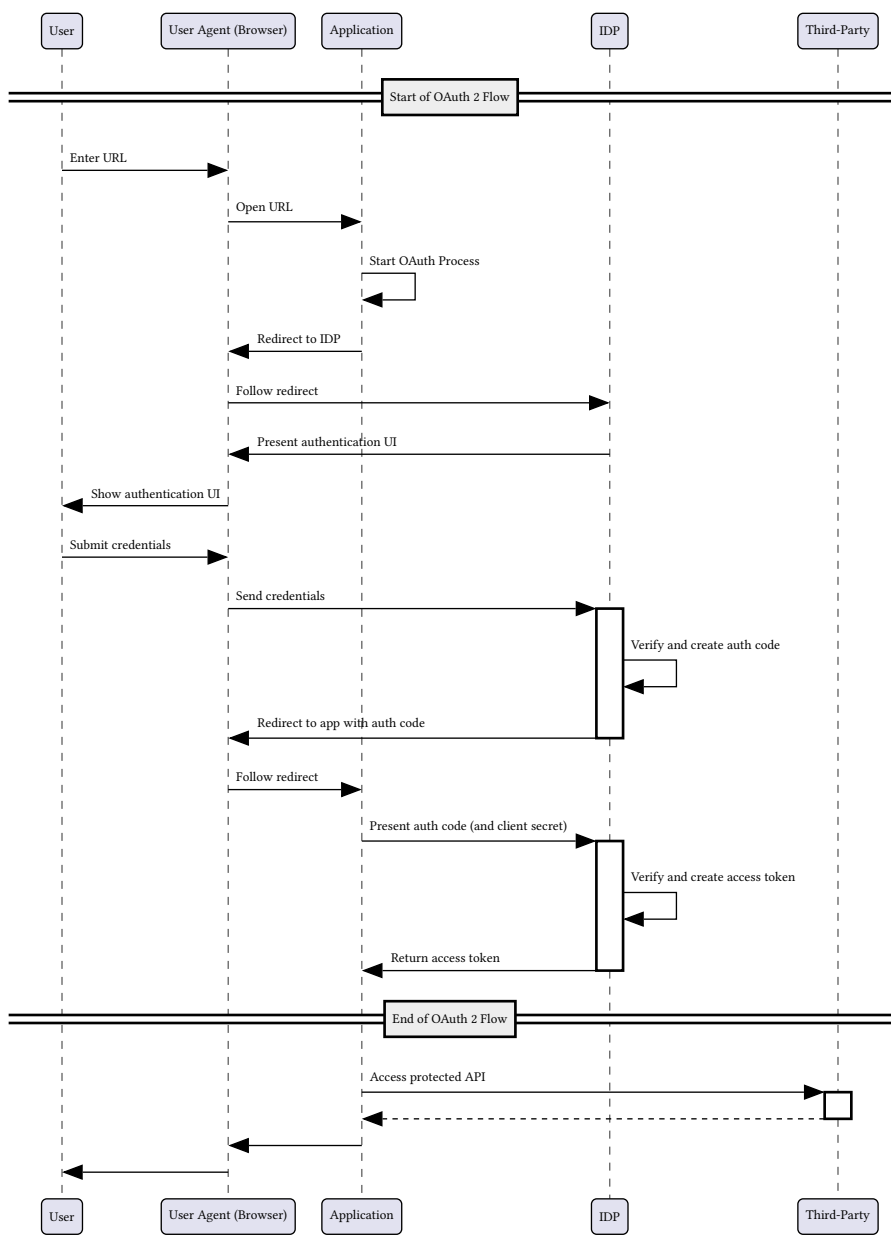 User
User Agent (Browser)
Application
IDP
Third-Party
Start of OAuth 2 Flow
Enter URL
Open URL
Start OAuth Process
Redirect to IDP
Follow redirect
Present authentication UI
Show authentication UI
Submit credentials
Send credentials
Verify and create auth code
Redirect to app with auth code
Follow redirect
Present auth code (and client secret)
Verify and create access token
Return access token
End of OAuth 2 Flow
Access protected API
User
User Agent (Browser)
Application
IDP
Third-Party